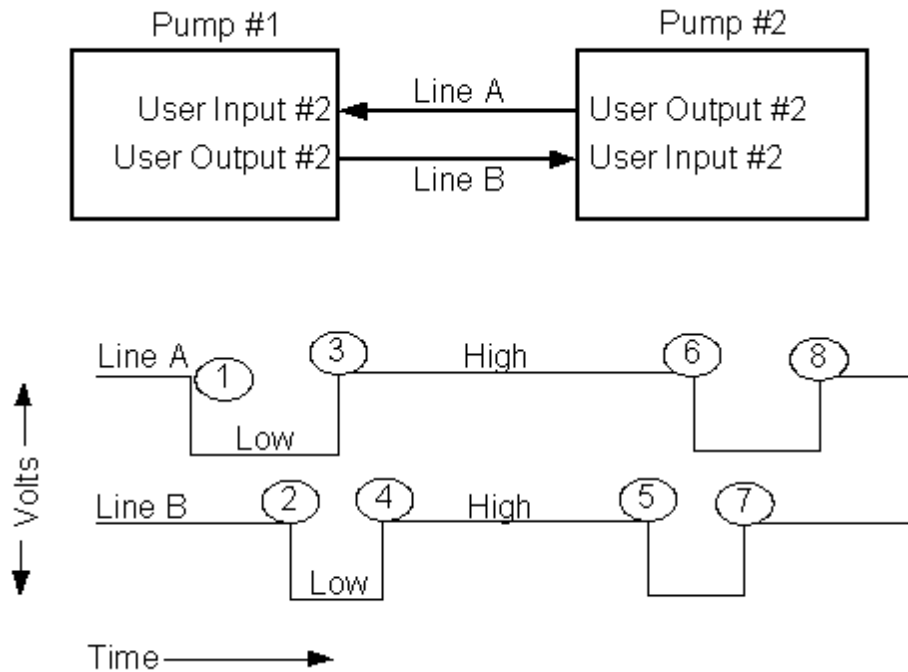 Pump #1
Pump #2
User Input #2
Line A
User Output #2
User Output #2
Line B
User Input #2
Line A
1
3
High
6
8
Low
Volts
Line B
2
4
High
5
7
Low
Time